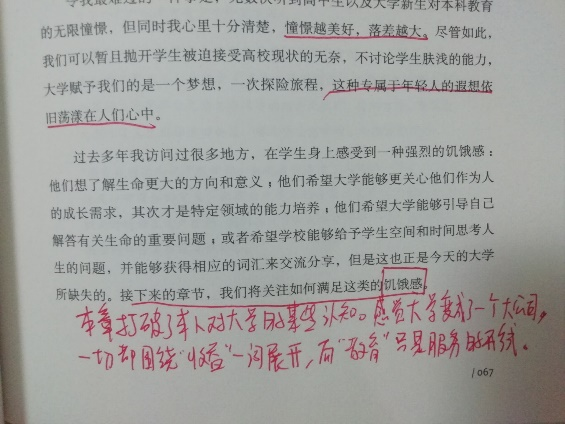 的无限憧憬，但同时我心里十分清楚，憧憬越美好，落差越大。尽管如此，
我们可以暂且抛开学生被迫接受高校现状的无奈，不讨论学生肤浅的能力，
大学赋予我们的是一个梦想，一次探险旅程，这种专属于年轻人的遐想依
旧荡漾在人们心中。
过去多年我访问过很多地方，在学生身上感受到一种强烈的饥饿感：
他们想了解生命更大的方向和意义；他们希望大学能够更关心他们作为人
的成长需求，其次才是特定领域的能力培养；他们希望大学能够引导自己
解答有关生命的重要问题；或者希望学校能够给予学生空间和时间思考人
生的问题，并能够获得相应的词汇来交流分享，但是这也正是今天的大学
所缺失的。接下来的章节，我们将关注如何满足这类的饥饿感。
本章打破了本人对大学的某些认知。感觉大学变成了一个大公司，
一切都围绕“收益”一词展开，而“教育”只是服务的
/067